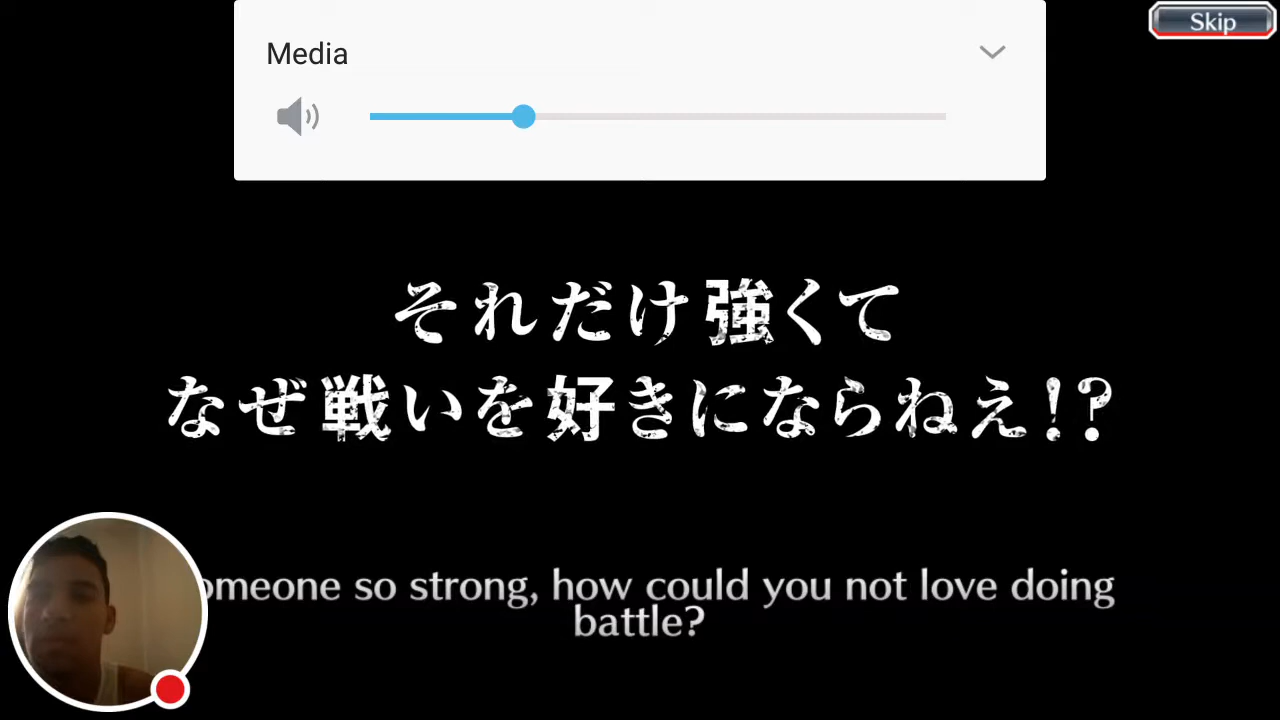 Media
Skip
それだけ強くて
なぜ戦いを好きにならねえ!?
so strong, how could you not love doing
battle?